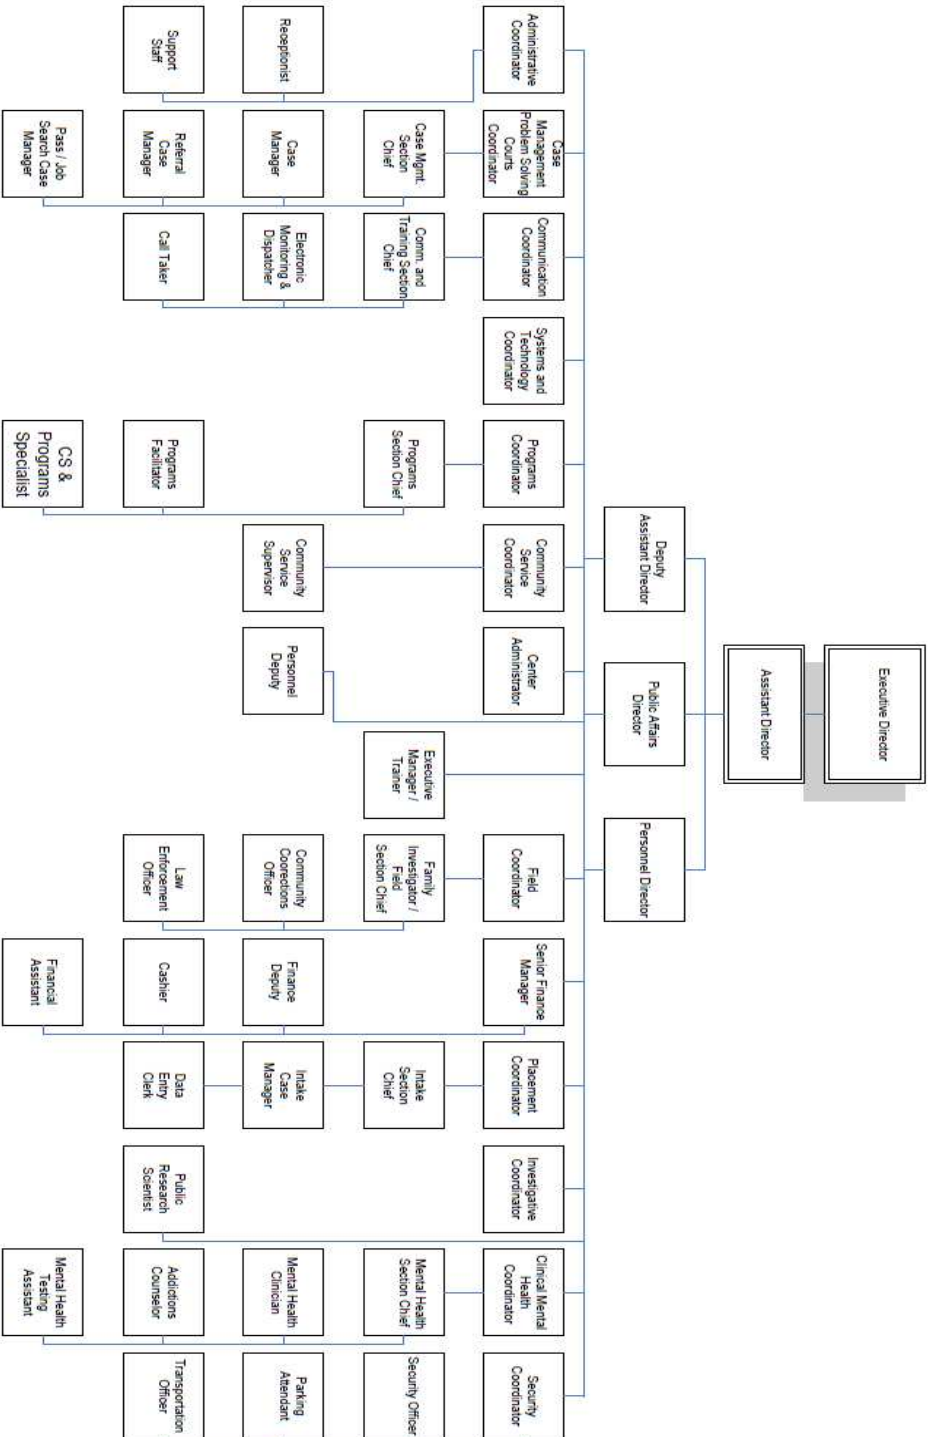 Executive Director
Assistant Director
Deputy
Assistant Director
Public Affairs
Director
Personnel Director
Administrative
Coordinator
Case
Management
Problem Solving
Courts
Coordinator
Communication
Coordinator
Systems and
Technology
Coordinator
Programs
Coordinator
Community
Service
Coordinator
Center
Administrator
Field
Coordinator
Senior Finance
Manager
Placement
Coordinator
Investigative
Coordinator
Clinical Mental
Health
Coordinator
Security
Coordinator
Case Mgmt.
Section
Chief
Comm. and
Training Section
Chief
Programs
Section Chief
Executive
Manager /
Trainer
Family
Investigator /
Field
Section Chief
Intake
Section
Chief
Mental Health
Section Chief
Security Officer
Receptionist
Case
Manager
Electronic
Monitoring &
Dispatcher
Community
Service
Supervisor
Personnel
Deputy
Community
Coorections
Officer
Finance
Deputy
Intake
Case
Manager
Mental Health
Clinician
Parking
Attendant
Support
Staff
Referral
Case
Manager
Call Taker
Programs
Facilitator
Law
Enforcement
Officer
Cashier
Data
Entry
Clerk
Public
Research
Scientist
Addictions
Counselor
Transportation
Officer
Pass / Job
Search Case
Manager
CS &
Programs
Specialist
Financial
Assistant
Mental Health
Testing
Assistant